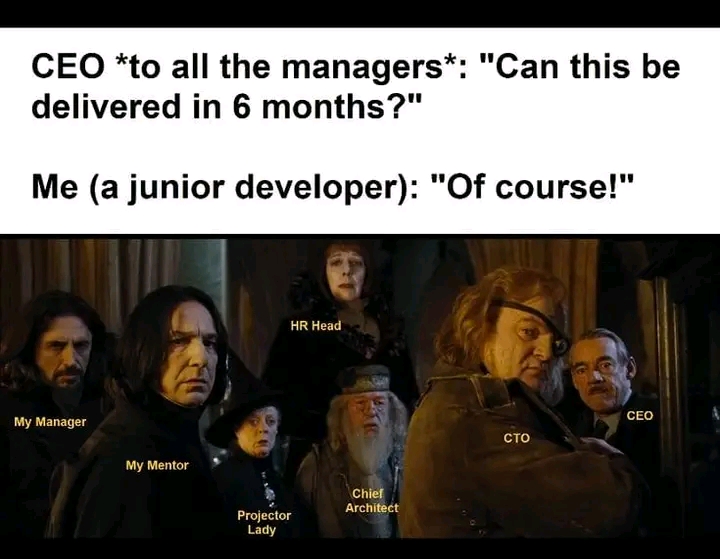 CEO *to all the managers*: "Can this be
delivered in 6 months?"
Me (a junior developer): "Of course!"
HR Head
My Manager
CEO
CTO
My Mentor
Chief
Architect
Projector
Lady